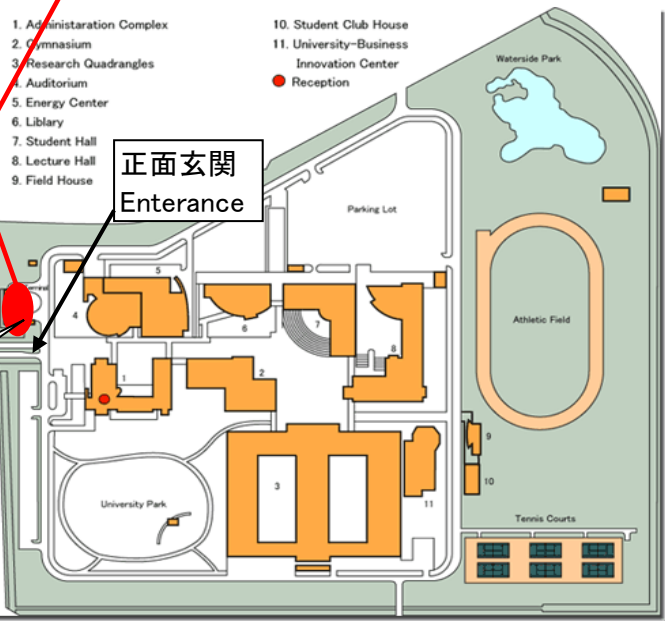 1. Administaration Complex
2. Gymnasium
3. Research Quadrangles
4. Auditorium
5. Energy Center
6. Liblary
7. Student Hall
8. Lecture Hall
9. Field House
10. Student Club House
11. University-Business
Innovation Center
Reception
正面玄関
Enterance
Waterside Park
Parking Lot
5
4
6
7
8
Athletic Field
1
2
9
10
3
11
University Park
Tennis Courts